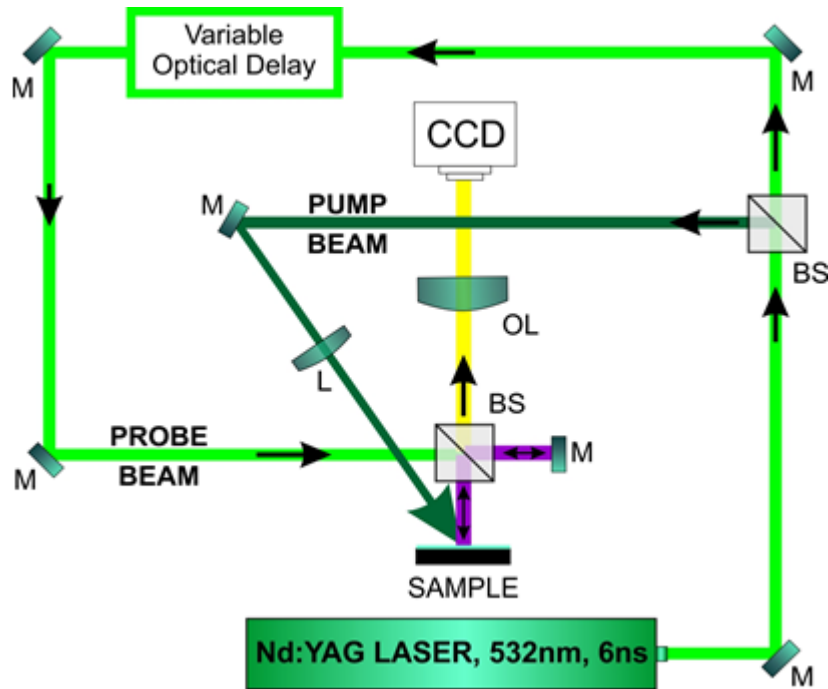 Variable
Optical Delay
M
M
CCD
M
PUMP
BEAM
BS
OL
L
BS
PROBE
BEAM
M
M
SAMPLE
Nd:YAG LASER, 532nm, 6ns
M